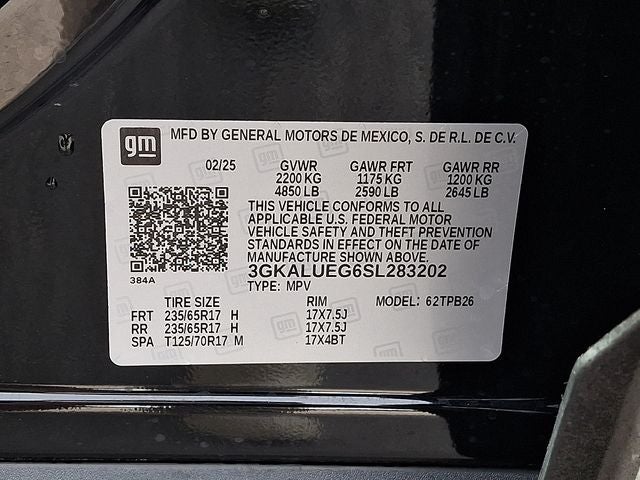 gm
MFD BY GENERAL MOTORS DE MEXICO, S. DE R.L. DE C.V.
02/25 GVWR GAWR FRT GAWR RR
2200 KG 1175 KG 1200 KG
4850 LB 2590 LB 2645 LB
THIS VEHICLE CONFORMS TO ALL
APPLICABLE U.S. FEDERAL MOTOR
VEHICLE SAFETY AND THEFT PREVENTION
STANDARDS IN EFFECT ON THE DATE OF
MANUFACTURE SHOWN ABOVE.
3GKALUEG6SL283202
384A
TYPE: MPV
TIRE SIZE RIM MODEL: 62TPB26
FRT 235/65R17 H 17X7.5J
RR 235/65R17 H 17X7.5J
SPA T125/70R17 M 17X4BT